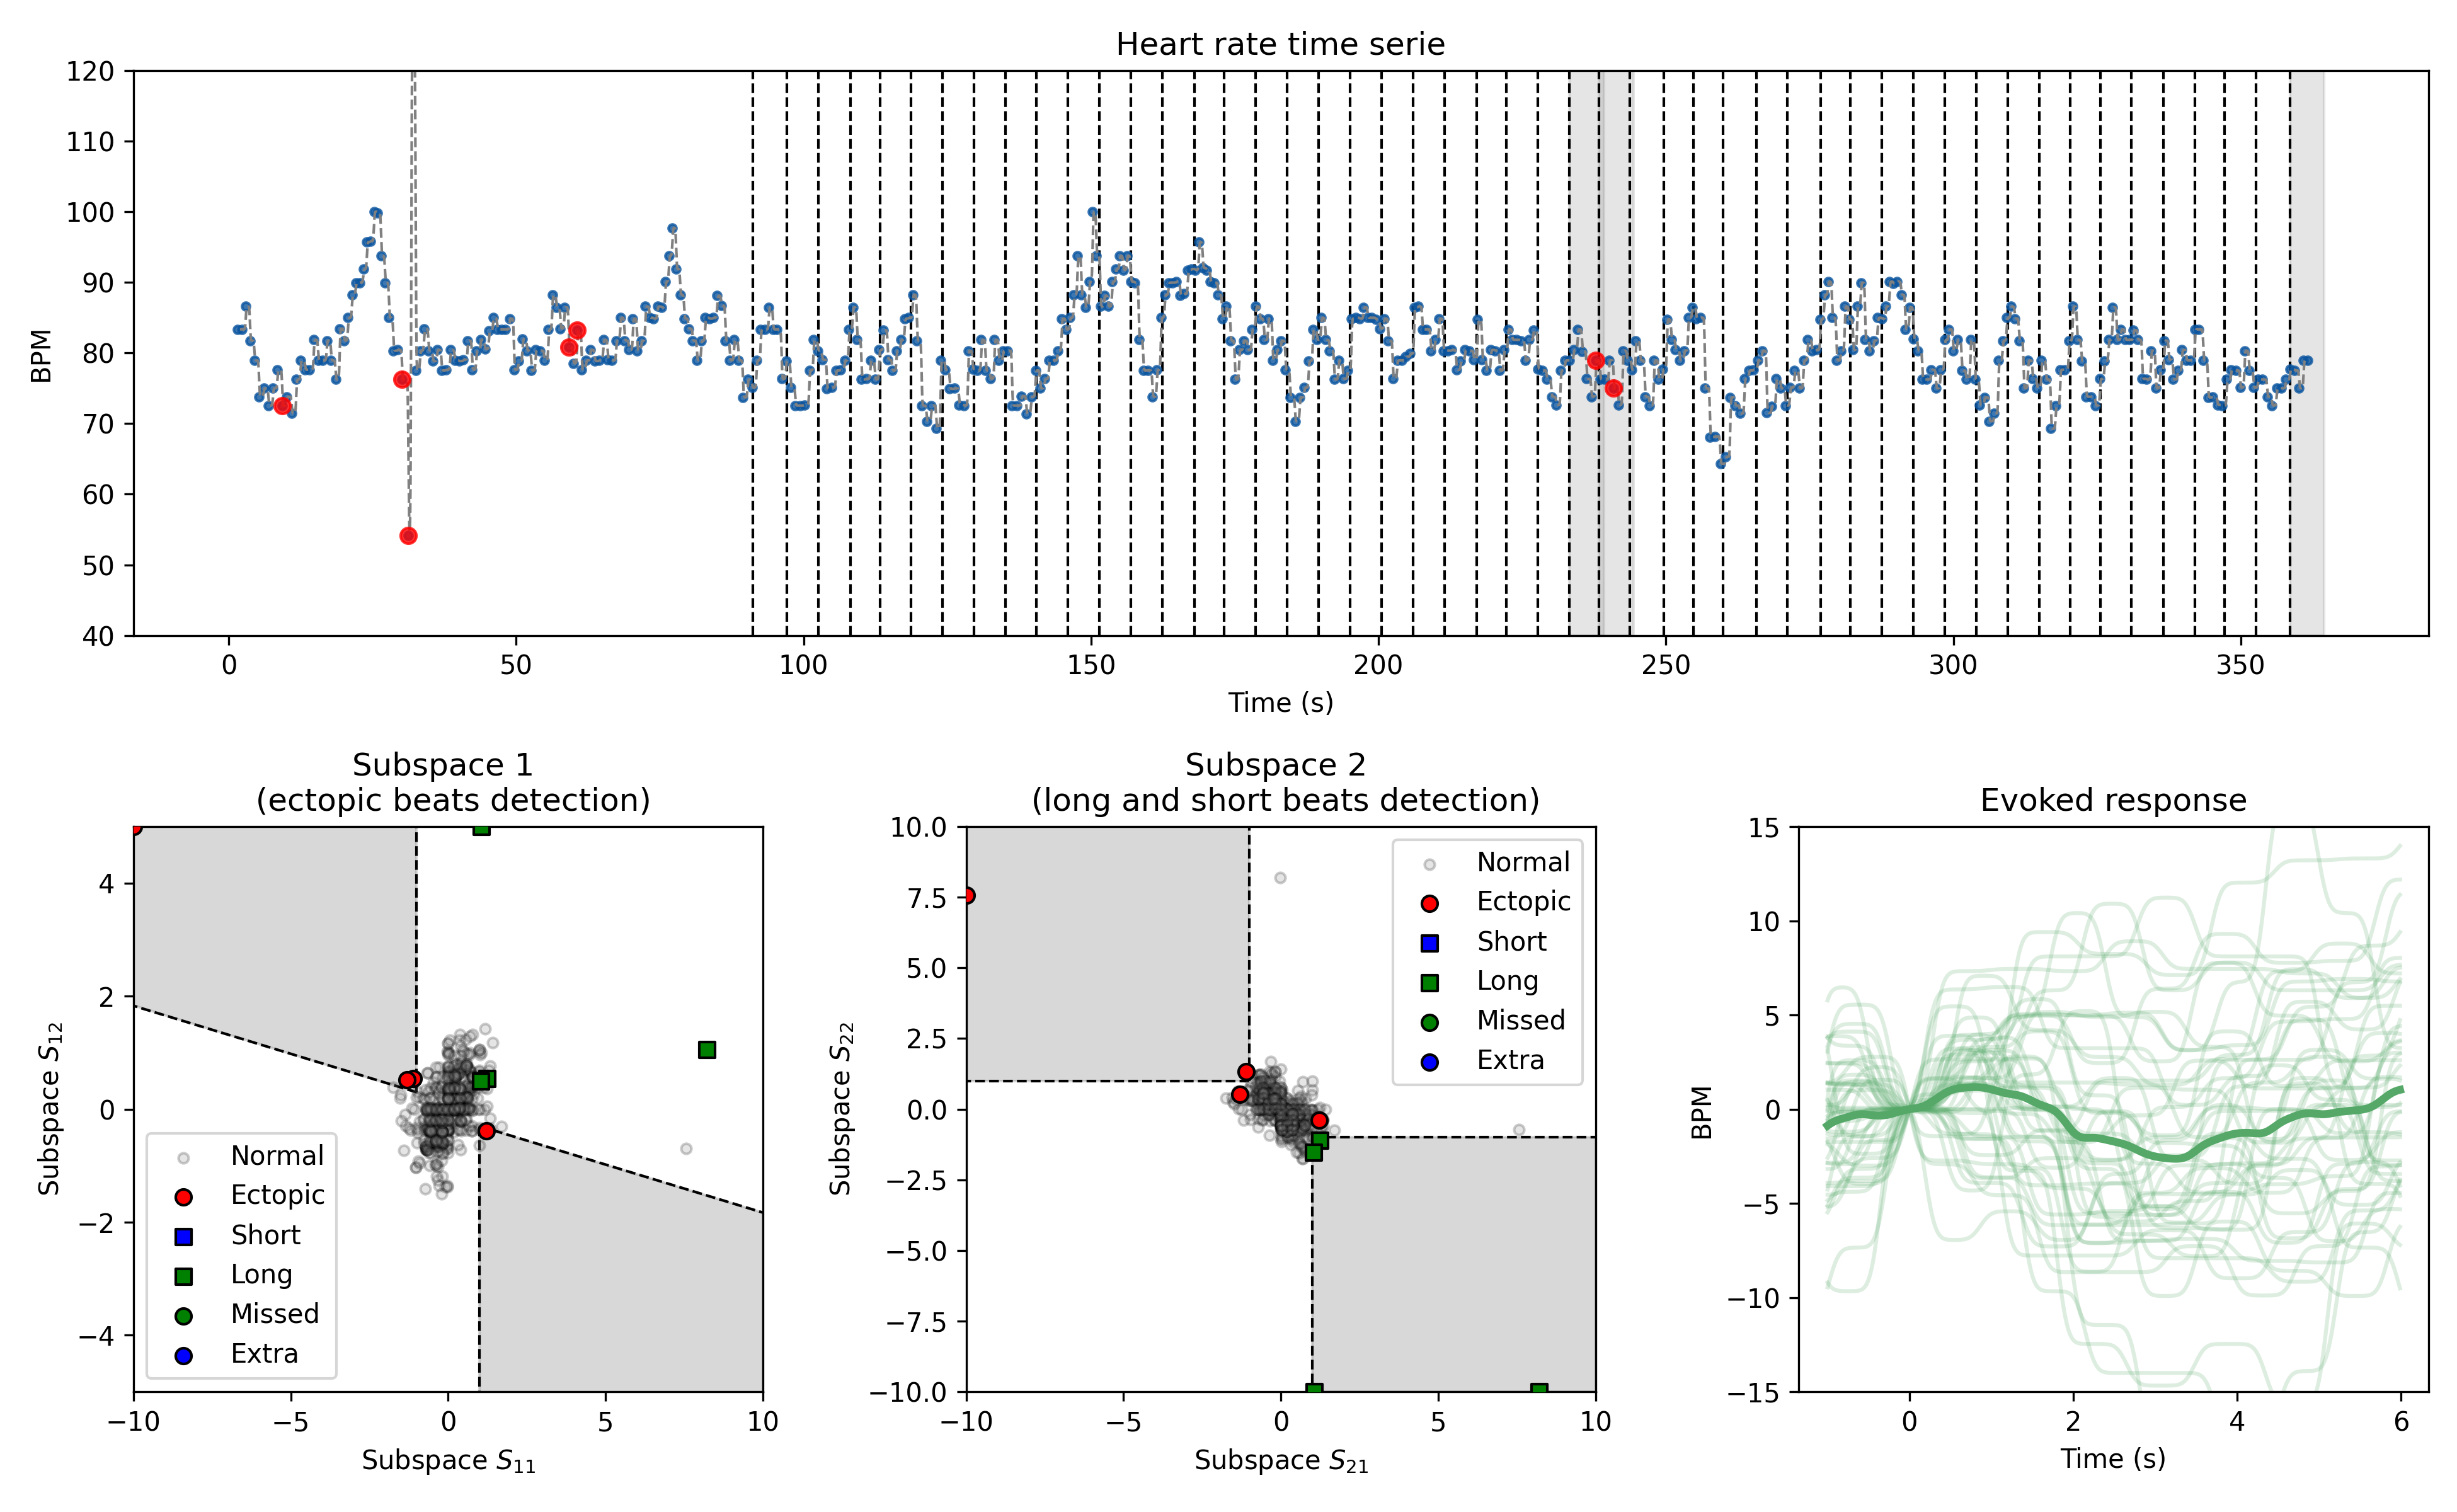 Heart rate time serie
120
110
100
90
80
70
60
50
40
BPM
0 50 100 150 200 250 300 350
Time (s)
Subspace 1
(ectopic beats detection)
4
2
0
−2
−4
Subspace S₁₂
Normal
Ectopic
Short
Long
Missed
Extra
−10 −5 0 5 10
Subspace S₁₁
Subspace 2
(long and short beats detection)
10.0
7.5
5.0
2.5
0.0
−2.5
−5.0
−7.5
−10.0
Subspace S₂₂
Normal
Ectopic
Short
Long
Missed
Extra
−10 −5 0 5 10
Subspace S₂₁
Evoked response
15
10
5
0
−5
−10
−15
BPM
0 2 4 6
Time (s)